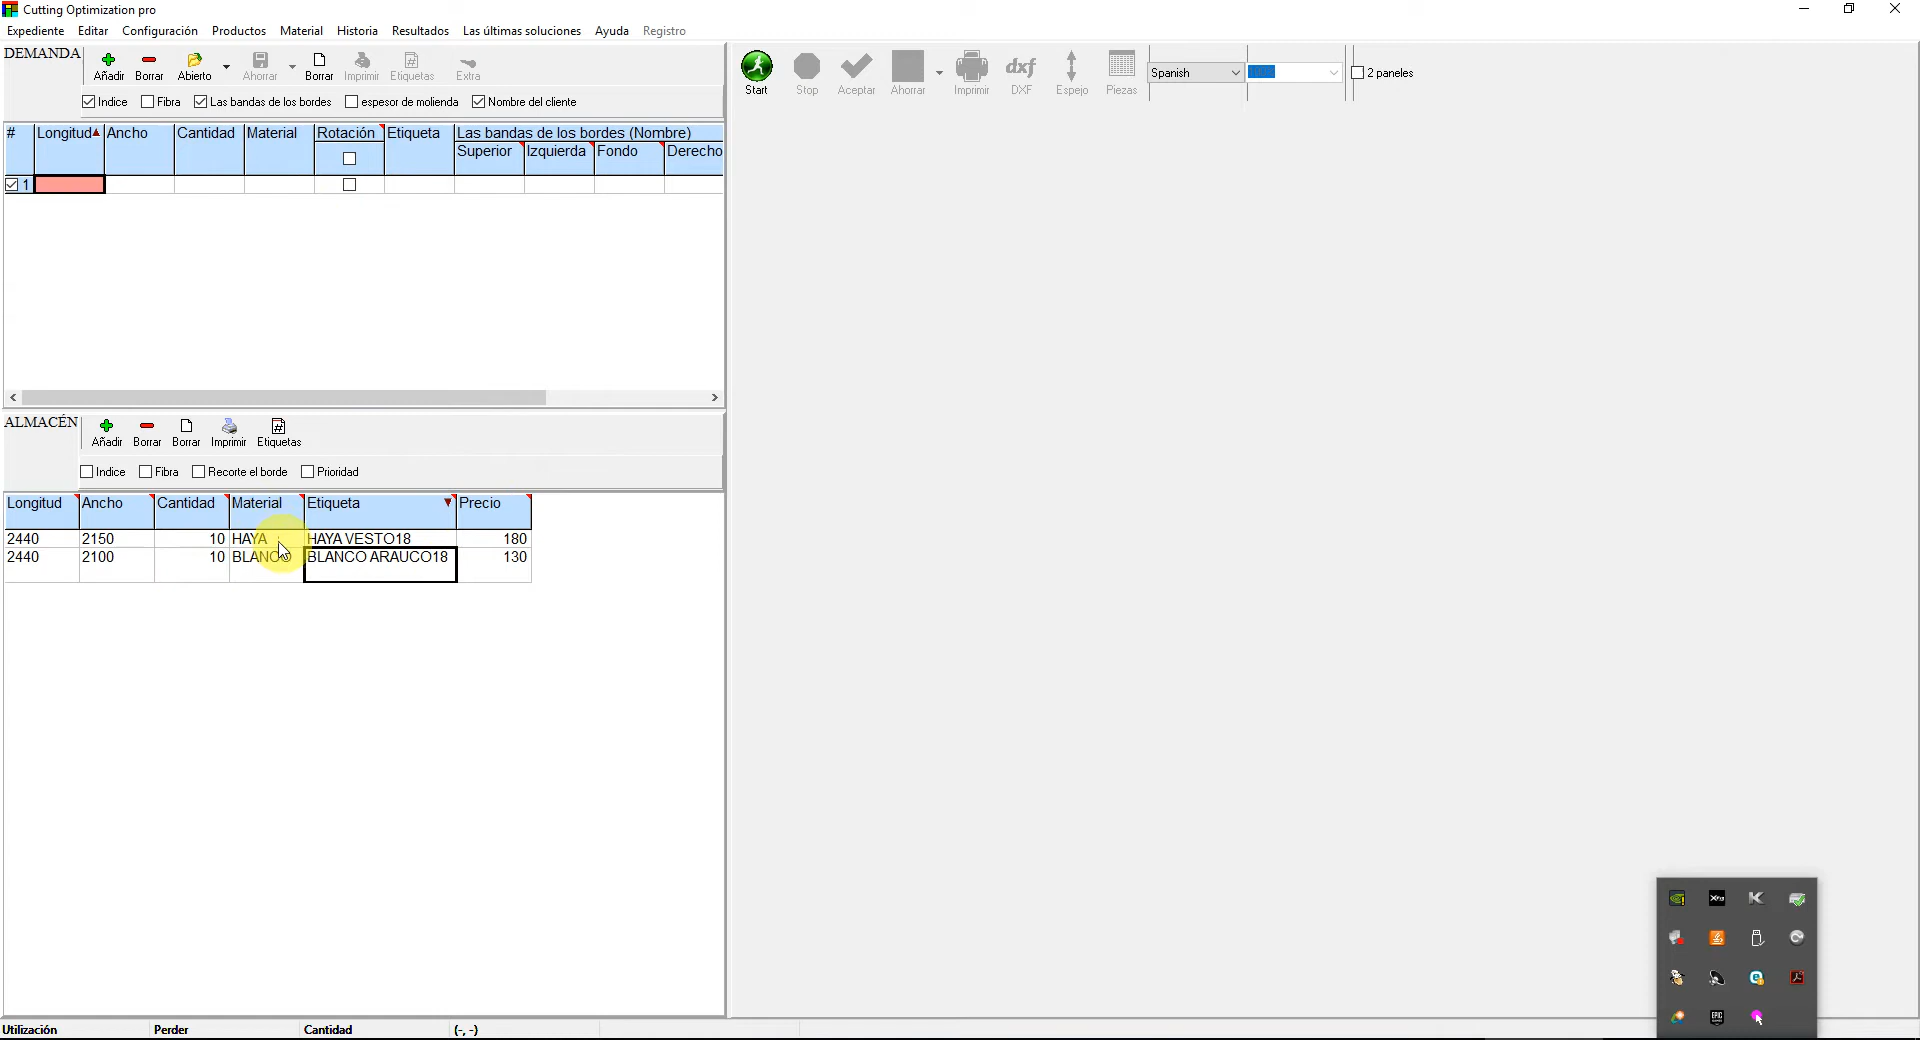 Cutting Optimization pro
Expediente Editar Configuración Productos Material Historia Resultados Las últimas soluciones Ayuda Registro
DEMANDA
Añadir Borrar Abierto Ahorrar Borrar Imprimir Etiquetas Extra
Indice Fibra Las bandas de los bordes espesor de molienda Nombre del cliente
# Longitud Ancho Cantidad Material Rotación Etiqueta Las bandas de los bordes (Nombre)
Superior Izquierda Fondo Derecho
1
Start Stop Aceptar Ahorrar Imprimir DXF Espejo Piezas
dxf
Spanish
2 paneles
ALMACÉN
Añadir Borrar Borrar Imprimir Etiquetas
Indice Fibra Recorte el borde Prioridad
Longitud Ancho Cantidad Material Etiqueta Precio
2440 2150 10 HAYA HAYA VESTO18 180
2440 2100 10 BLANCO BLANCO ARAUCO18 130
EPIC
Utilización Perder Cantidad (-, -)